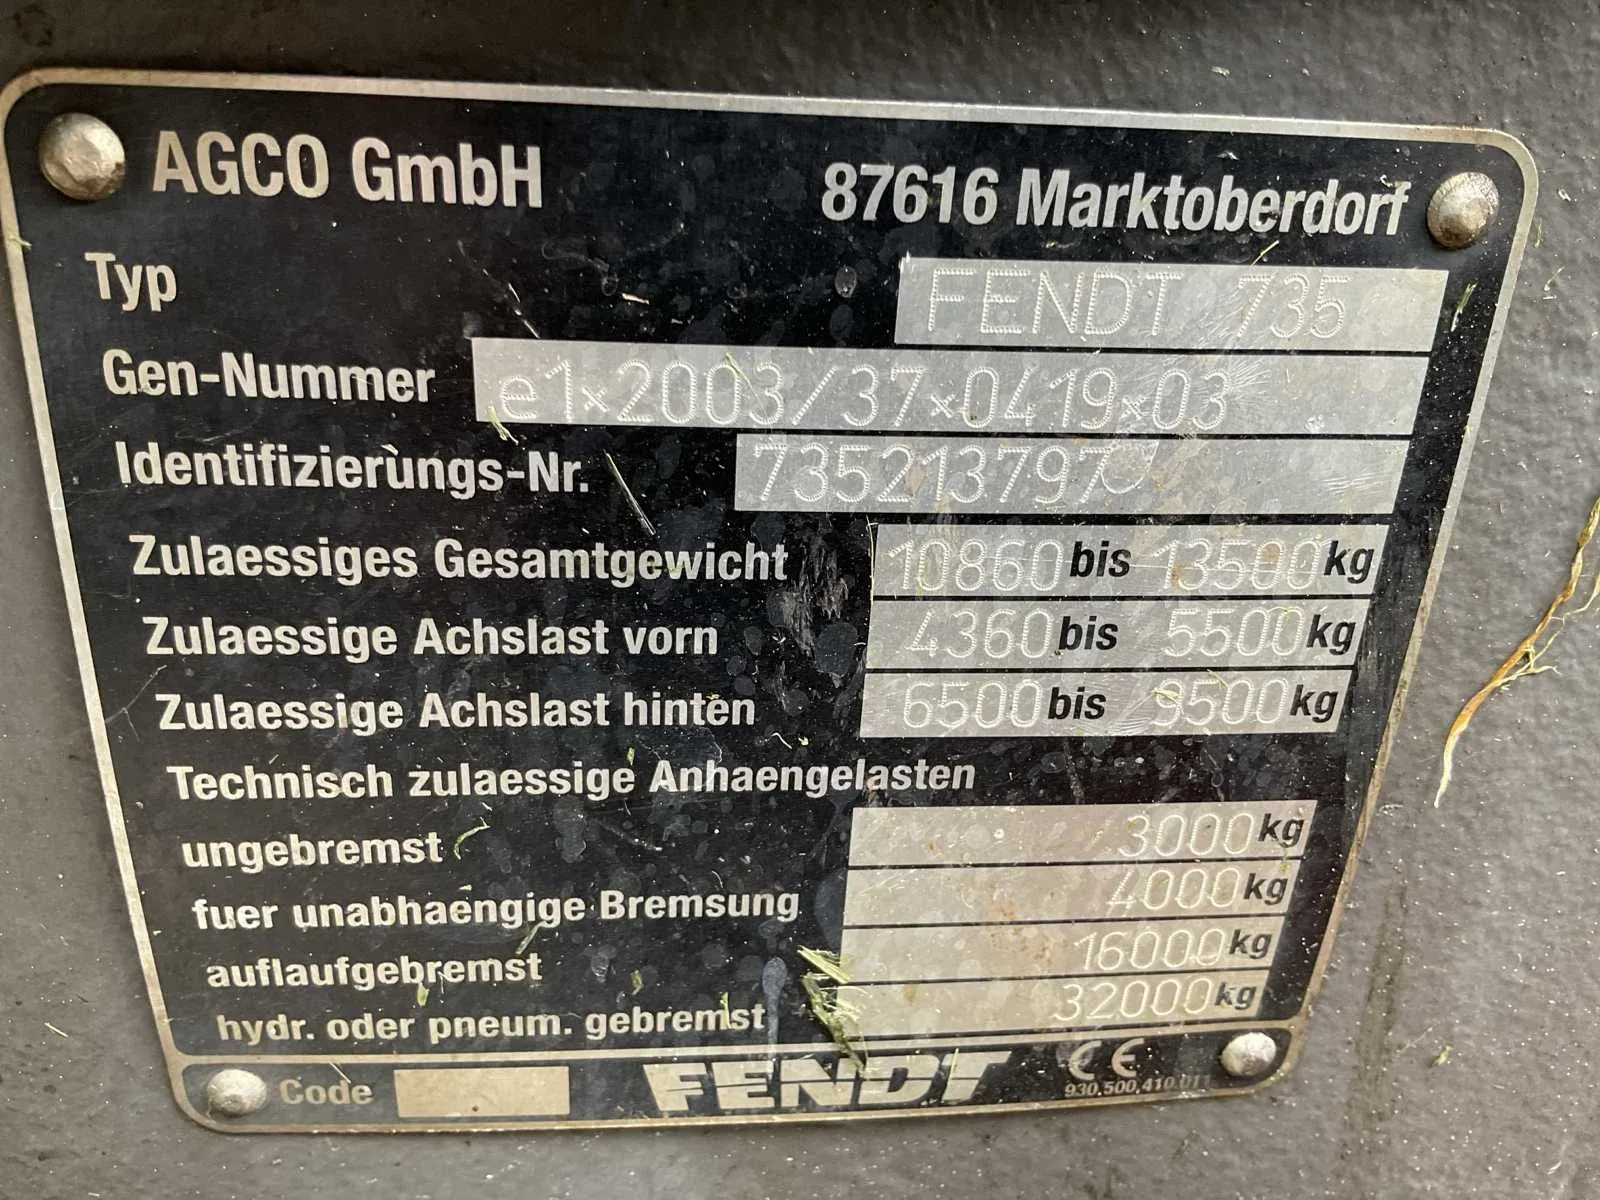 AGCO GmbH 87616 Marktoberdorf
Typ FENDT 735
Gen-Nummer e1×2003/37×0419×03
Identifizierungs-Nr. 735213797
Zulaessiges Gesamtgewicht 10860 bis 13500 kg
Zulaessige Achslast vorn 4360 bis 5500 kg
Zulaessige Achslast hinten 6500 bis 9500 kg
Technisch zulaessige Anhaengelasten
ungebremst 3000 kg
fuer unabhaengige Bremsung 4000 kg
auflaufgebremst 16000 kg
hydr. oder pneum. gebremst 32000 kg
Code FENDT CE
930.500.410.011